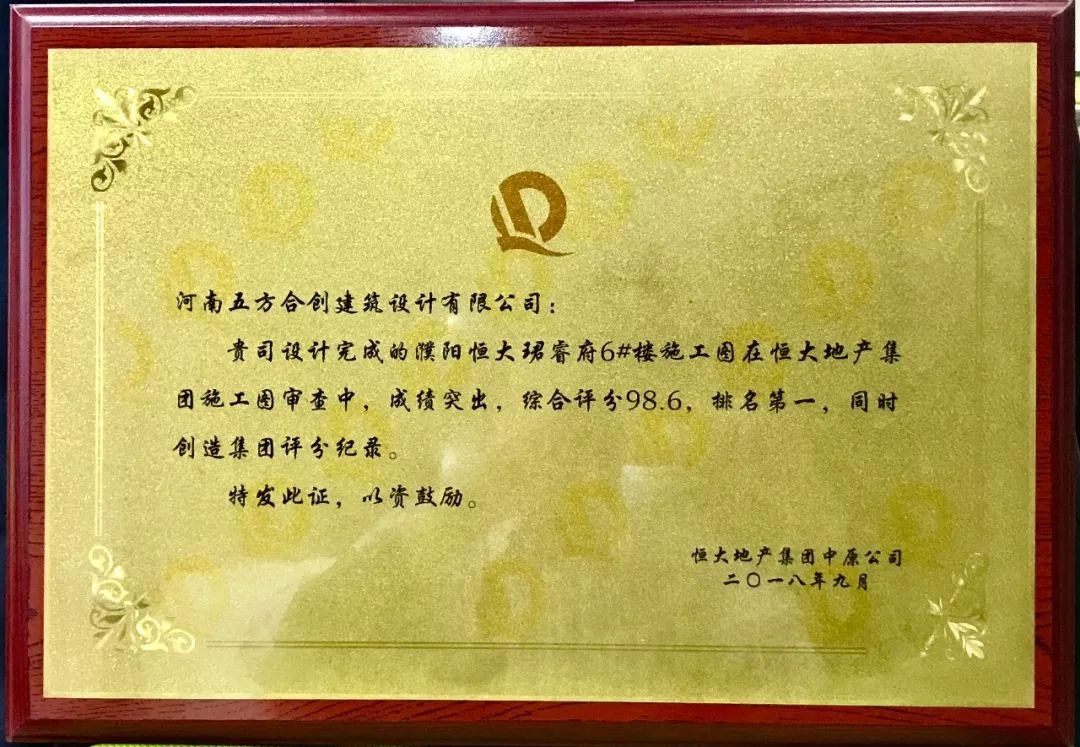 河南五方合创建筑设计有限公司：
贵司设计完成的濮阳恒大珺睿府6#楼施工图在恒大地产集
团施工图审查中，成绩突出，综合评分98.6，排名第一，同时
创造集团评分纪录。
特发此证，以资鼓励。
恒大地产集团中原公司
二〇一八年九月